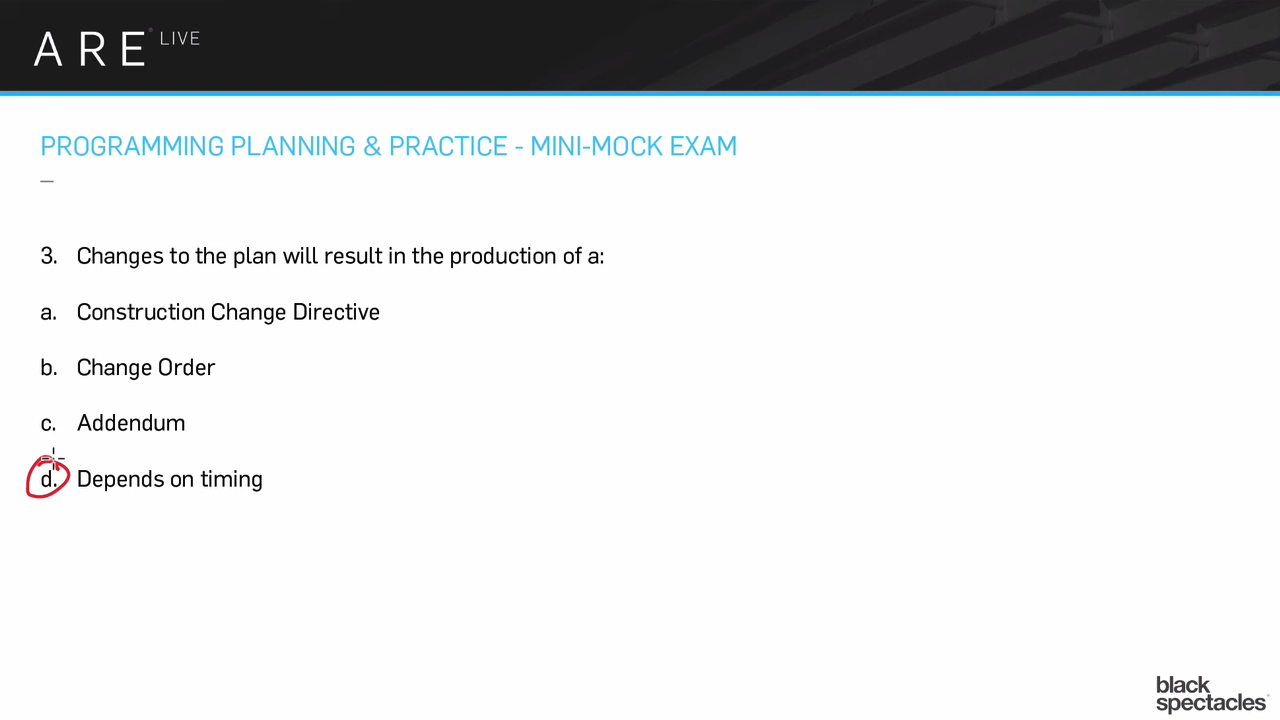 ARE LIVE
PROGRAMMING PLANNING & PRACTICE - MINI-MOCK EXAM
—
3. Changes to the plan will result in the production of a:
a. Construction Change Directive
b. Change Order
c. Addendum
d. Depends on timing
black
spectacles